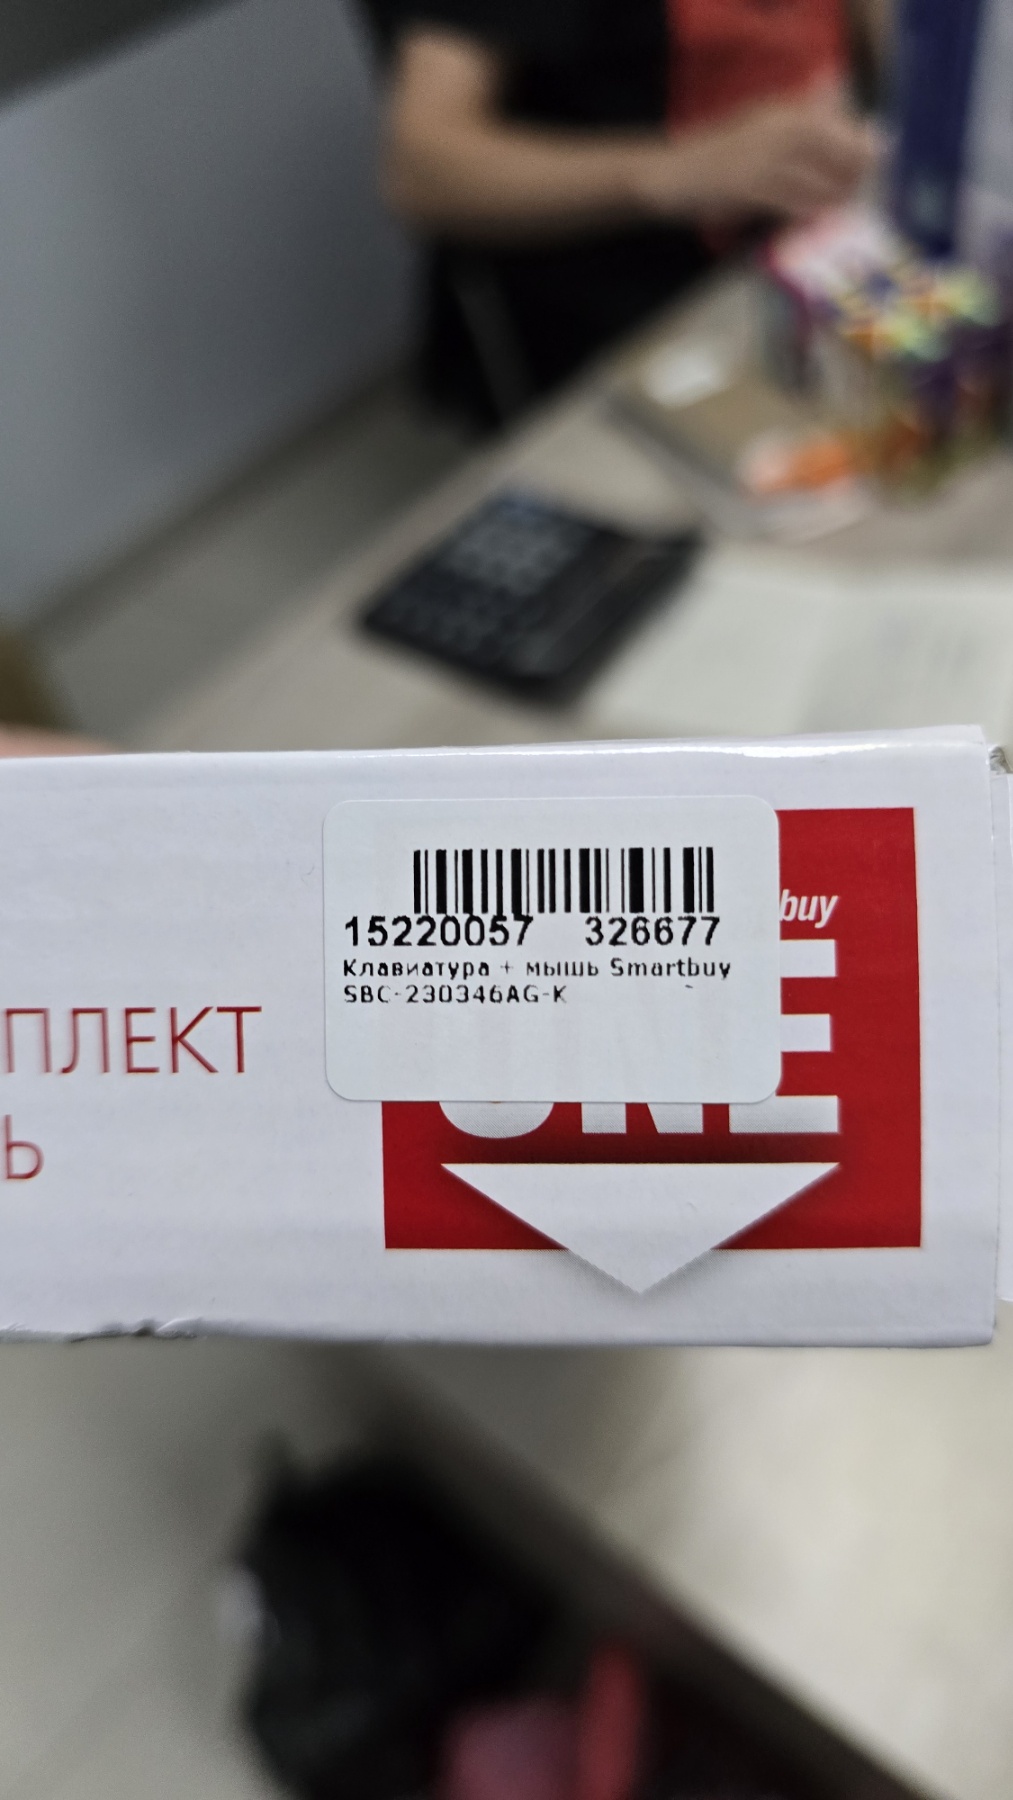 15220057 326677
Клавиатура + мышь Smartbuy
SBC-230346AG-K
buy
ПЛЕКТ
Ь